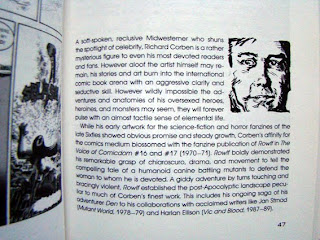 A soft-spoken, reclusive Midwesterner who shuns
the spotlight of celebrity, Richard Corben is a rather
mysterious figure to even his most devoted readers
and fans. However aloof the artist himself may re-
main, his stories and art burn into the international
comic book arena with an aggressive clarity and
seductive skill. However wildly impossible the ad-
ventures and anatomies of his oversexed heroes,
heroines, and monsters may seem, they will forever
pulse with an almost tactile sense of elemental life.
While his early artwork for the science-fiction and horror fanzines of the
late Sixties showed obvious promise and steady growth, Corben's affinity for
the comics medium blossomed with the fanzine publication of Rowlf in The
Voice of Comicdom #16 and #17 (1970-71). Rowlf boldly demonstrated
his remarkable grasp of chiaroscuro, drama, and movement to tell the
compelling tale of a humanoid canine battling mutants to defend the
woman to whom he is devoted. A giddy adventure by turns touching and
bracingly violent, Rowlf established the post-Apocalyptic landscape pecu-
liar to much of Corben's finest work. This includes his ongoing saga of his
adventurer Den to his collaborations with acclaimed writers like Jan Strnad
(Mutant World, 1978-79) and Harlan Ellison (Vic and Blood, 1987-89).
47